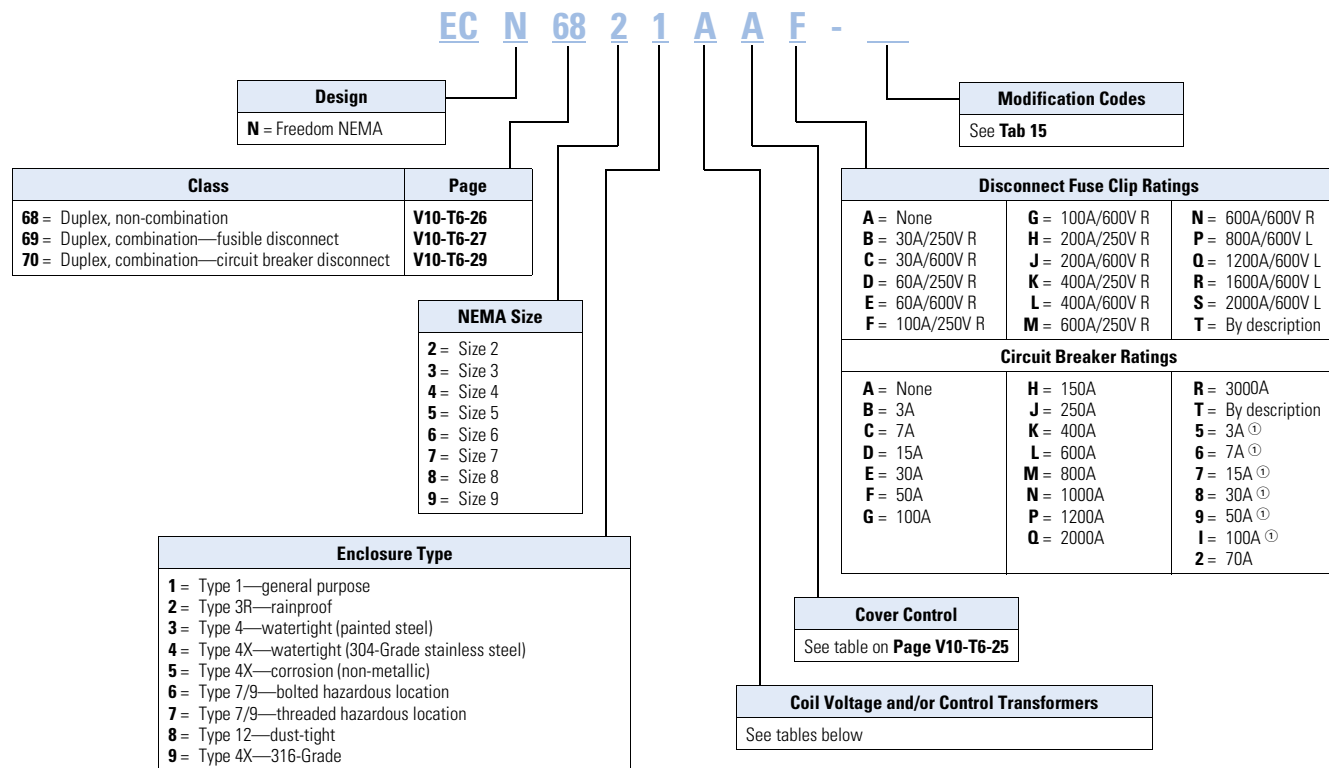 EC N 68 2 1 A A F - __
Design
N = Freedom NEMA
Modification Codes
See Tab 15
Class Page
68 = Duplex, non-combination V10-T6-26
69 = Duplex, combination—fusible disconnect V10-T6-27
70 = Duplex, combination—circuit breaker disconnect V10-T6-29
Disconnect Fuse Clip Ratings
A = None G = 100A/600V R N = 600A/600V R
B = 30A/250V R H = 200A/250V R P = 800A/600V L
C = 30A/600V R J = 200A/600V R Q = 1200A/600V L
D = 60A/250V R K = 400A/250V R R = 1600A/600V L
E = 60A/600V R L = 400A/600V R S = 2000A/600V L
F = 100A/250V R M = 600A/250V R T = By description
NEMA Size
2 = Size 2
3 = Size 3
4 = Size 4
5 = Size 5
6 = Size 6
7 = Size 7
8 = Size 8
9 = Size 9
Circuit Breaker Ratings
A = None H = 150A R = 3000A
B = 3A J = 250A T = By description
C = 7A K = 400A 5 = 3A ①
D = 15A L = 600A 6 = 7A ①
E = 30A M = 800A 7 = 15A ①
F = 50A N = 1000A 8 = 30A ①
G = 100A P = 1200A 9 = 50A ①
Q = 2000A I = 100A ①
2 = 70A
Enclosure Type
1 = Type 1—general purpose
2 = Type 3R—rainproof
3 = Type 4—watertight (painted steel)
4 = Type 4X—watertight (304-Grade stainless steel)
5 = Type 4X—corrosion (non-metallic)
6 = Type 7/9—bolted hazardous location
7 = Type 7/9—threaded hazardous location
8 = Type 12—dust-tight
9 = Type 4X—316-Grade
Cover Control
See table on Page V10-T6-25
Coil Voltage and/or Control Transformers
See tables below